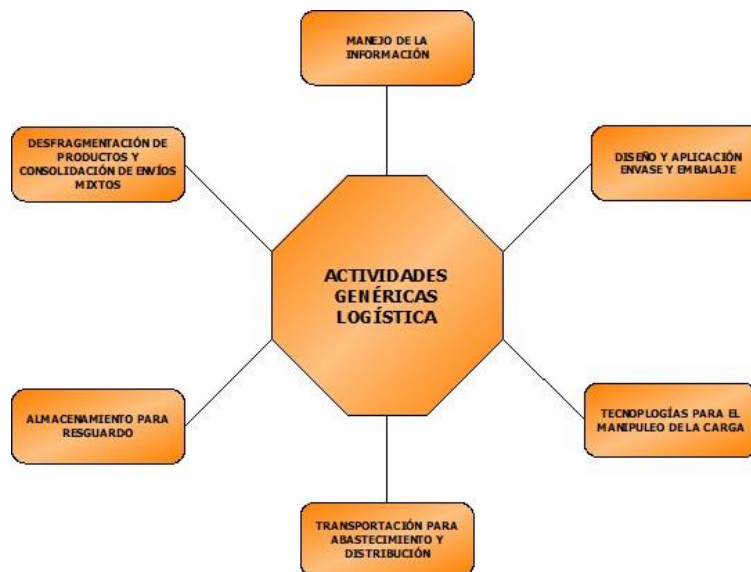 MANEJO DE LA
INFORMACIÓN
DESFRAGMENTACIÓN DE
PRODUCTOS Y
CONSOLIDACIÓN DE ENVÍOS
MIXTOS
DISEÑO Y APLICACIÓN
ENVASE Y EMBALAJE
ACTIVIDADES
GENÉRICAS
LOGÍSTICA
ALMACENAMIENTO PARA
RESGUARDO
TECNOPLOGÍAS PARA EL
MANIPULEO DE LA CARGA
TRANSPORTACIÓN PARA
ABASTECIMIENTO Y
DISTRIBUCIÓN